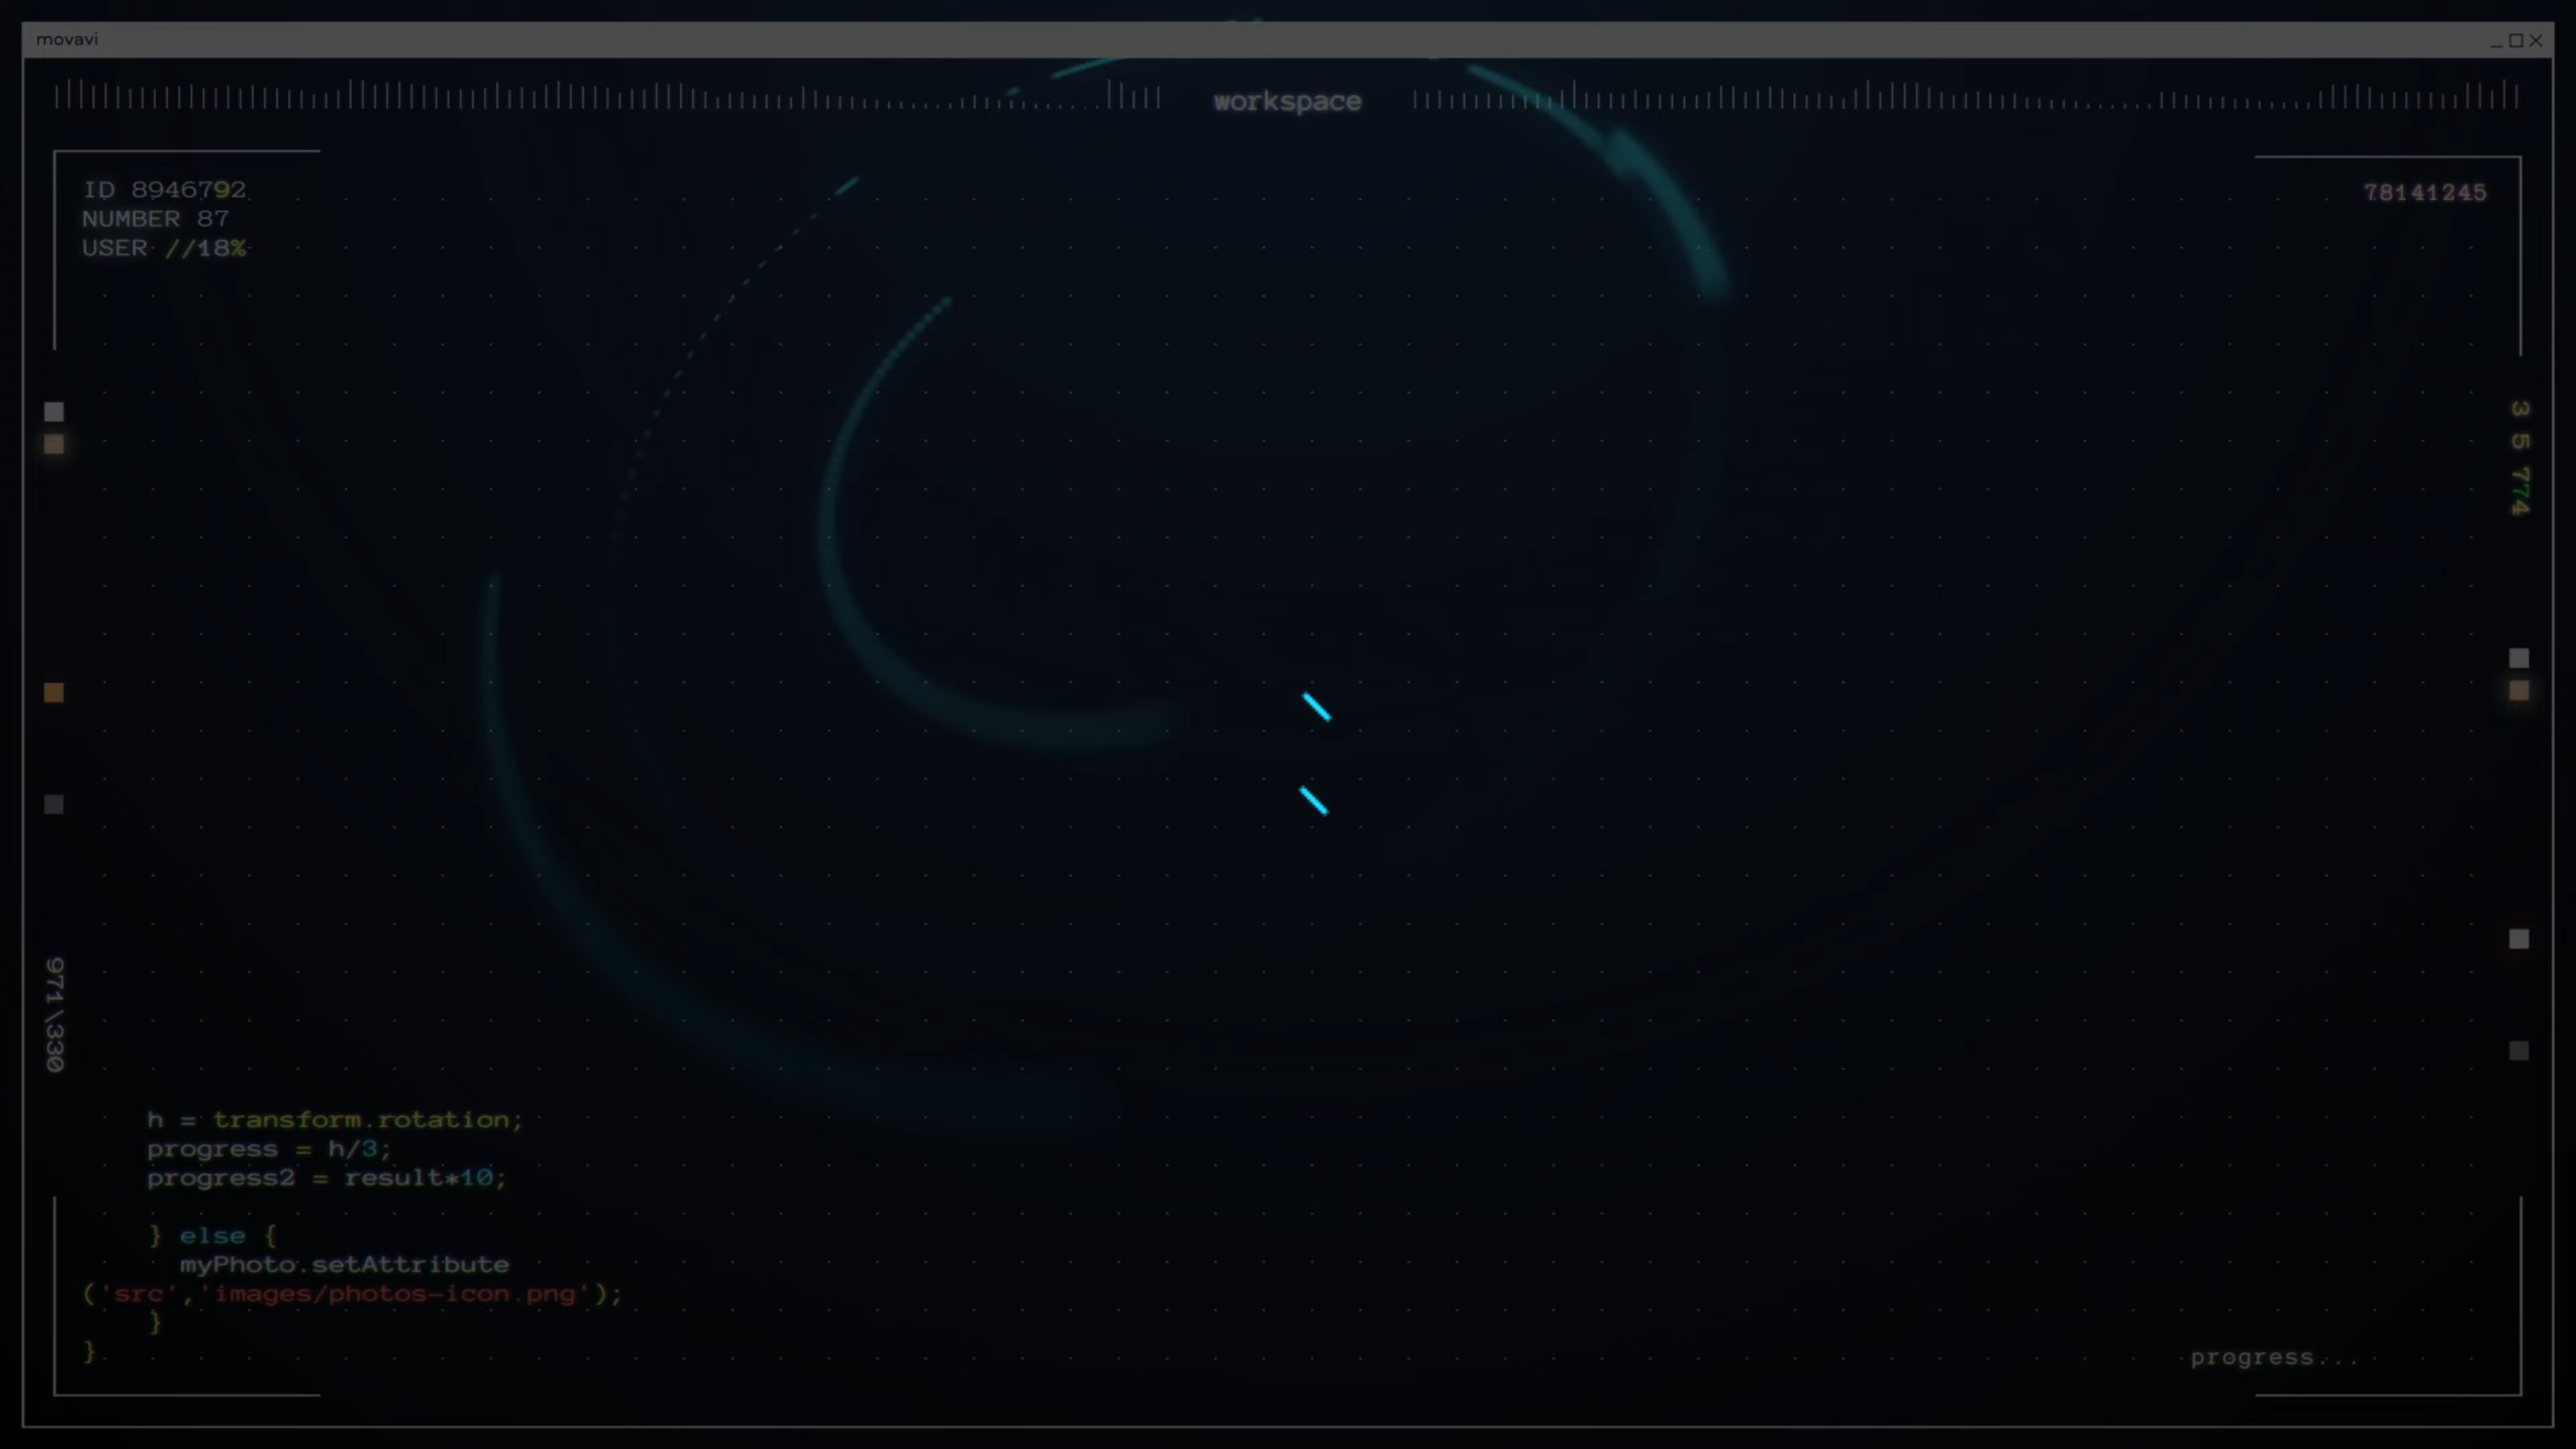 movavi
workspace
ID 8946792
NUMBER 87
USER //18%
78141245
3 5 774
971\330
h = transform.rotation;
progress = h/3;
progress2 = result*10;
} else {
myPhoto.setAttribute
('src','images/photos-icon.png');
}
}
progress...